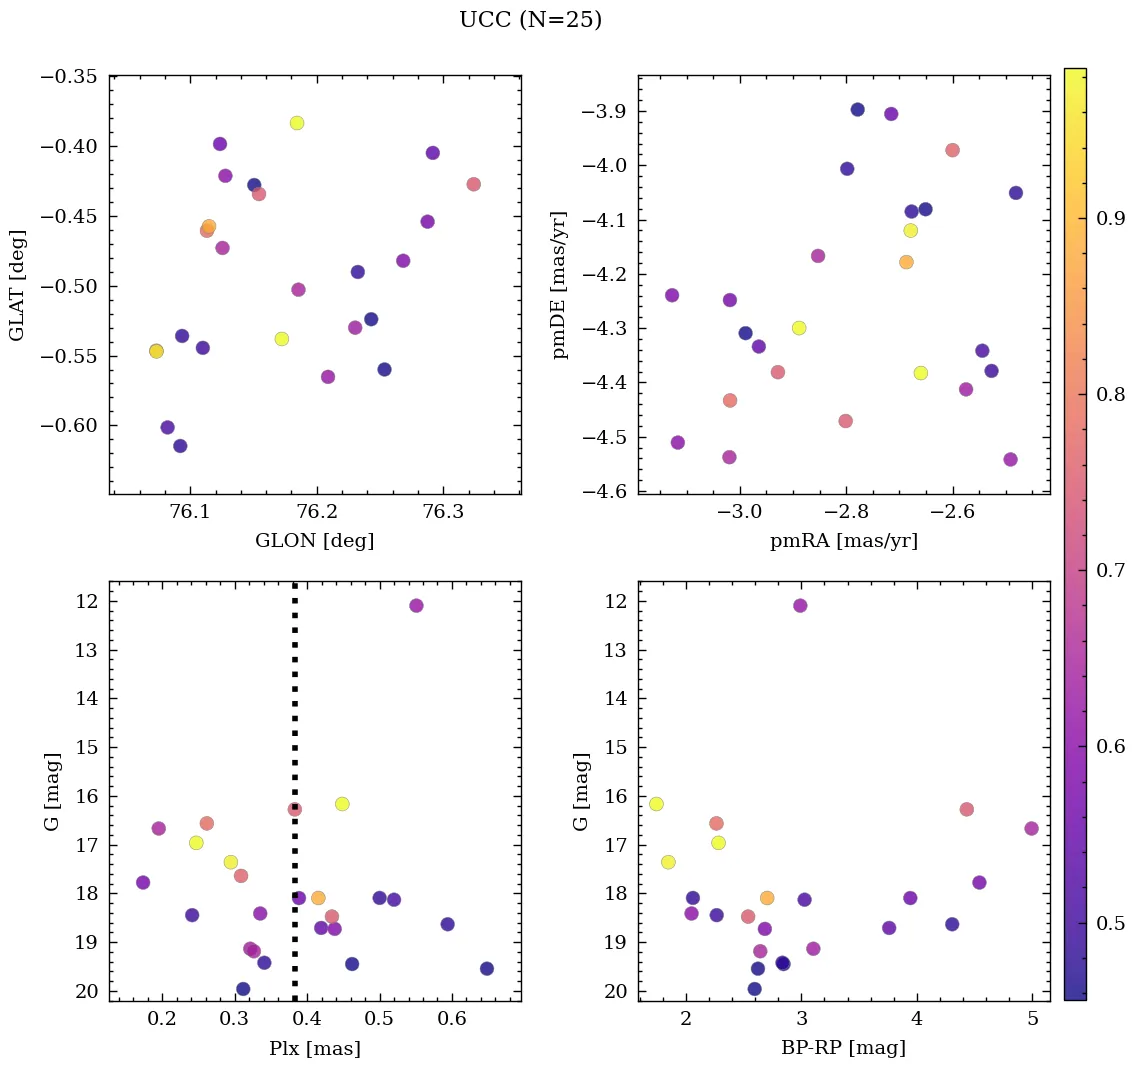 UCC (N=25)
−0.35
−0.40
−0.45
−0.50
−0.55
−0.60
GLAT [deg]
76.1 76.2 76.3
GLON [deg]
−3.9
−4.0
−4.1
−4.2
−4.3
−4.4
−4.5
−4.6
pmDE [mas/yr]
−3.0 −2.8 −2.6
pmRA [mas/yr]
12
13
14
15
16
17
18
19
20
G [mag]
0.2 0.3 0.4 0.5 0.6
Plx [mas]
12
13
14
15
16
17
18
19
20
G [mag]
2 3 4 5
BP-RP [mag]
0.9
0.8
0.7
0.6
0.5